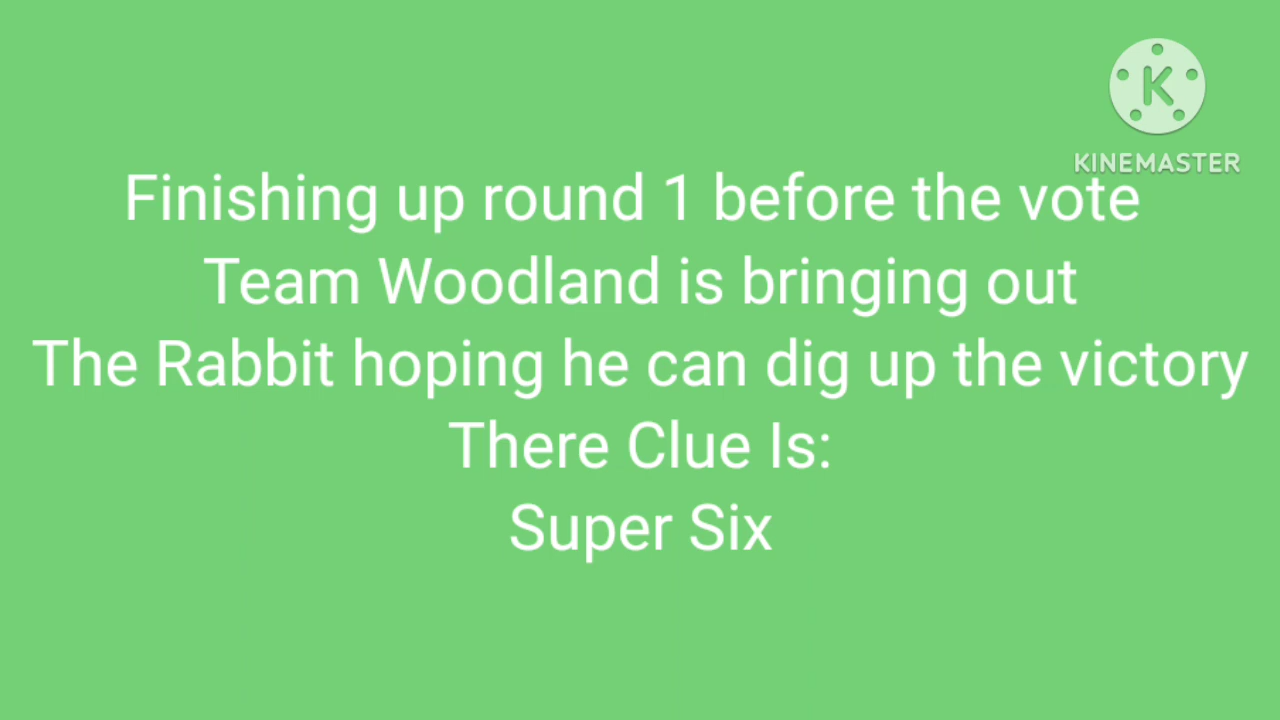 K
KINEMASTER
Finishing up round 1 before the vote
Team Woodland is bringing out
The Rabbit hoping he can dig up the victory
There Clue Is:
Super Six